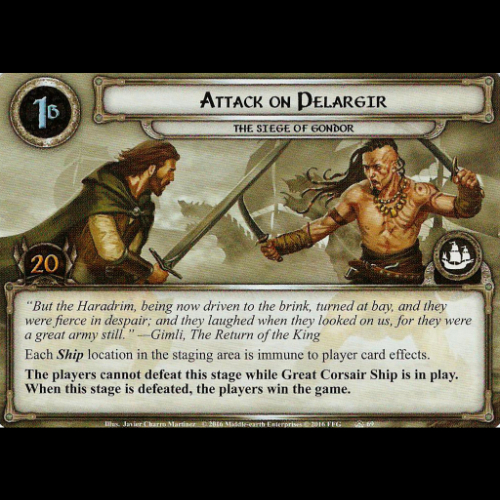 1B
ATTACK ON PELARGIR
THE SIEGE OF GONDOR
20
“But the Haradrim, being now driven to the brink, turned at bay, and they
were fierce in despair; and they laughed when they looked on us, for they were
a great army still.” —Gimli, The Return of the King
Each Ship location in the staging area is immune to player card effects.
The players cannot defeat this stage while Great Corsair Ship is in play.
When this stage is defeated, the players win the game.
Illus. Javier Charro Martinez ©2016 Middle-earth Enterprises ©2016 FFG 69